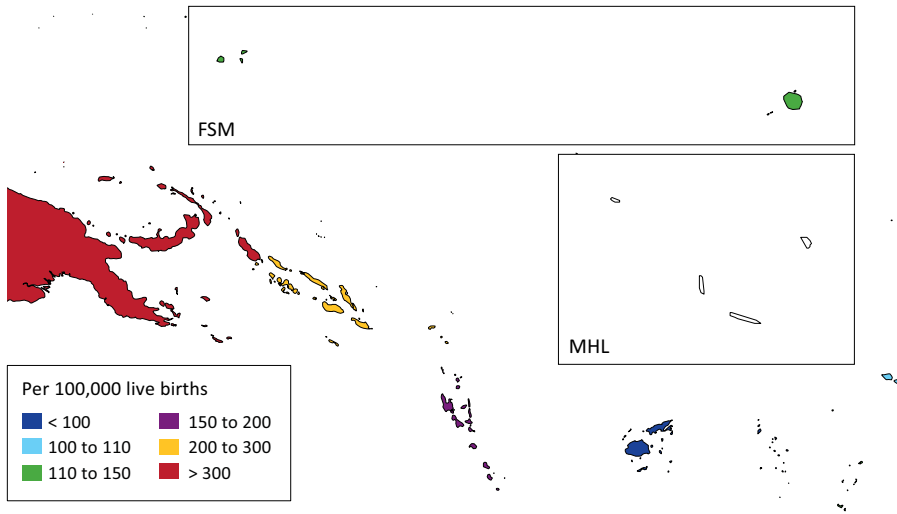 FSM
MHL
Per 100,000 live births
< 100
150 to 200
100 to 110
200 to 300
110 to 150
> 300